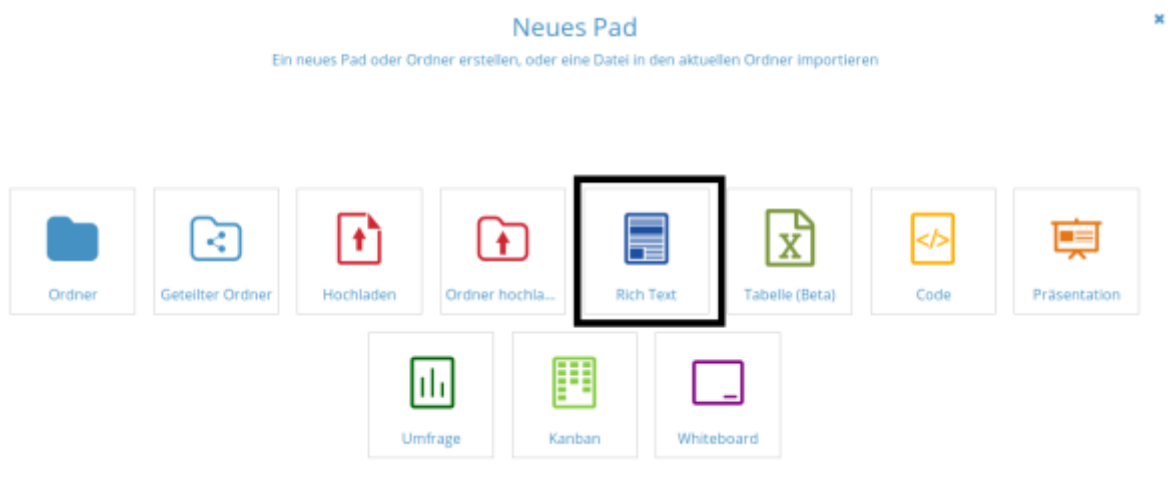 Neues Pad
Ein neues Pad oder Ordner erstellen, oder eine Datei in den aktuellen Ordner importieren
Ordner
Geteilter Ordner
Hochladen
Ordner hochla...
Rich Text
Tabelle (Beta)
Code
Präsentation
Umfrage
Kanban
Whiteboard